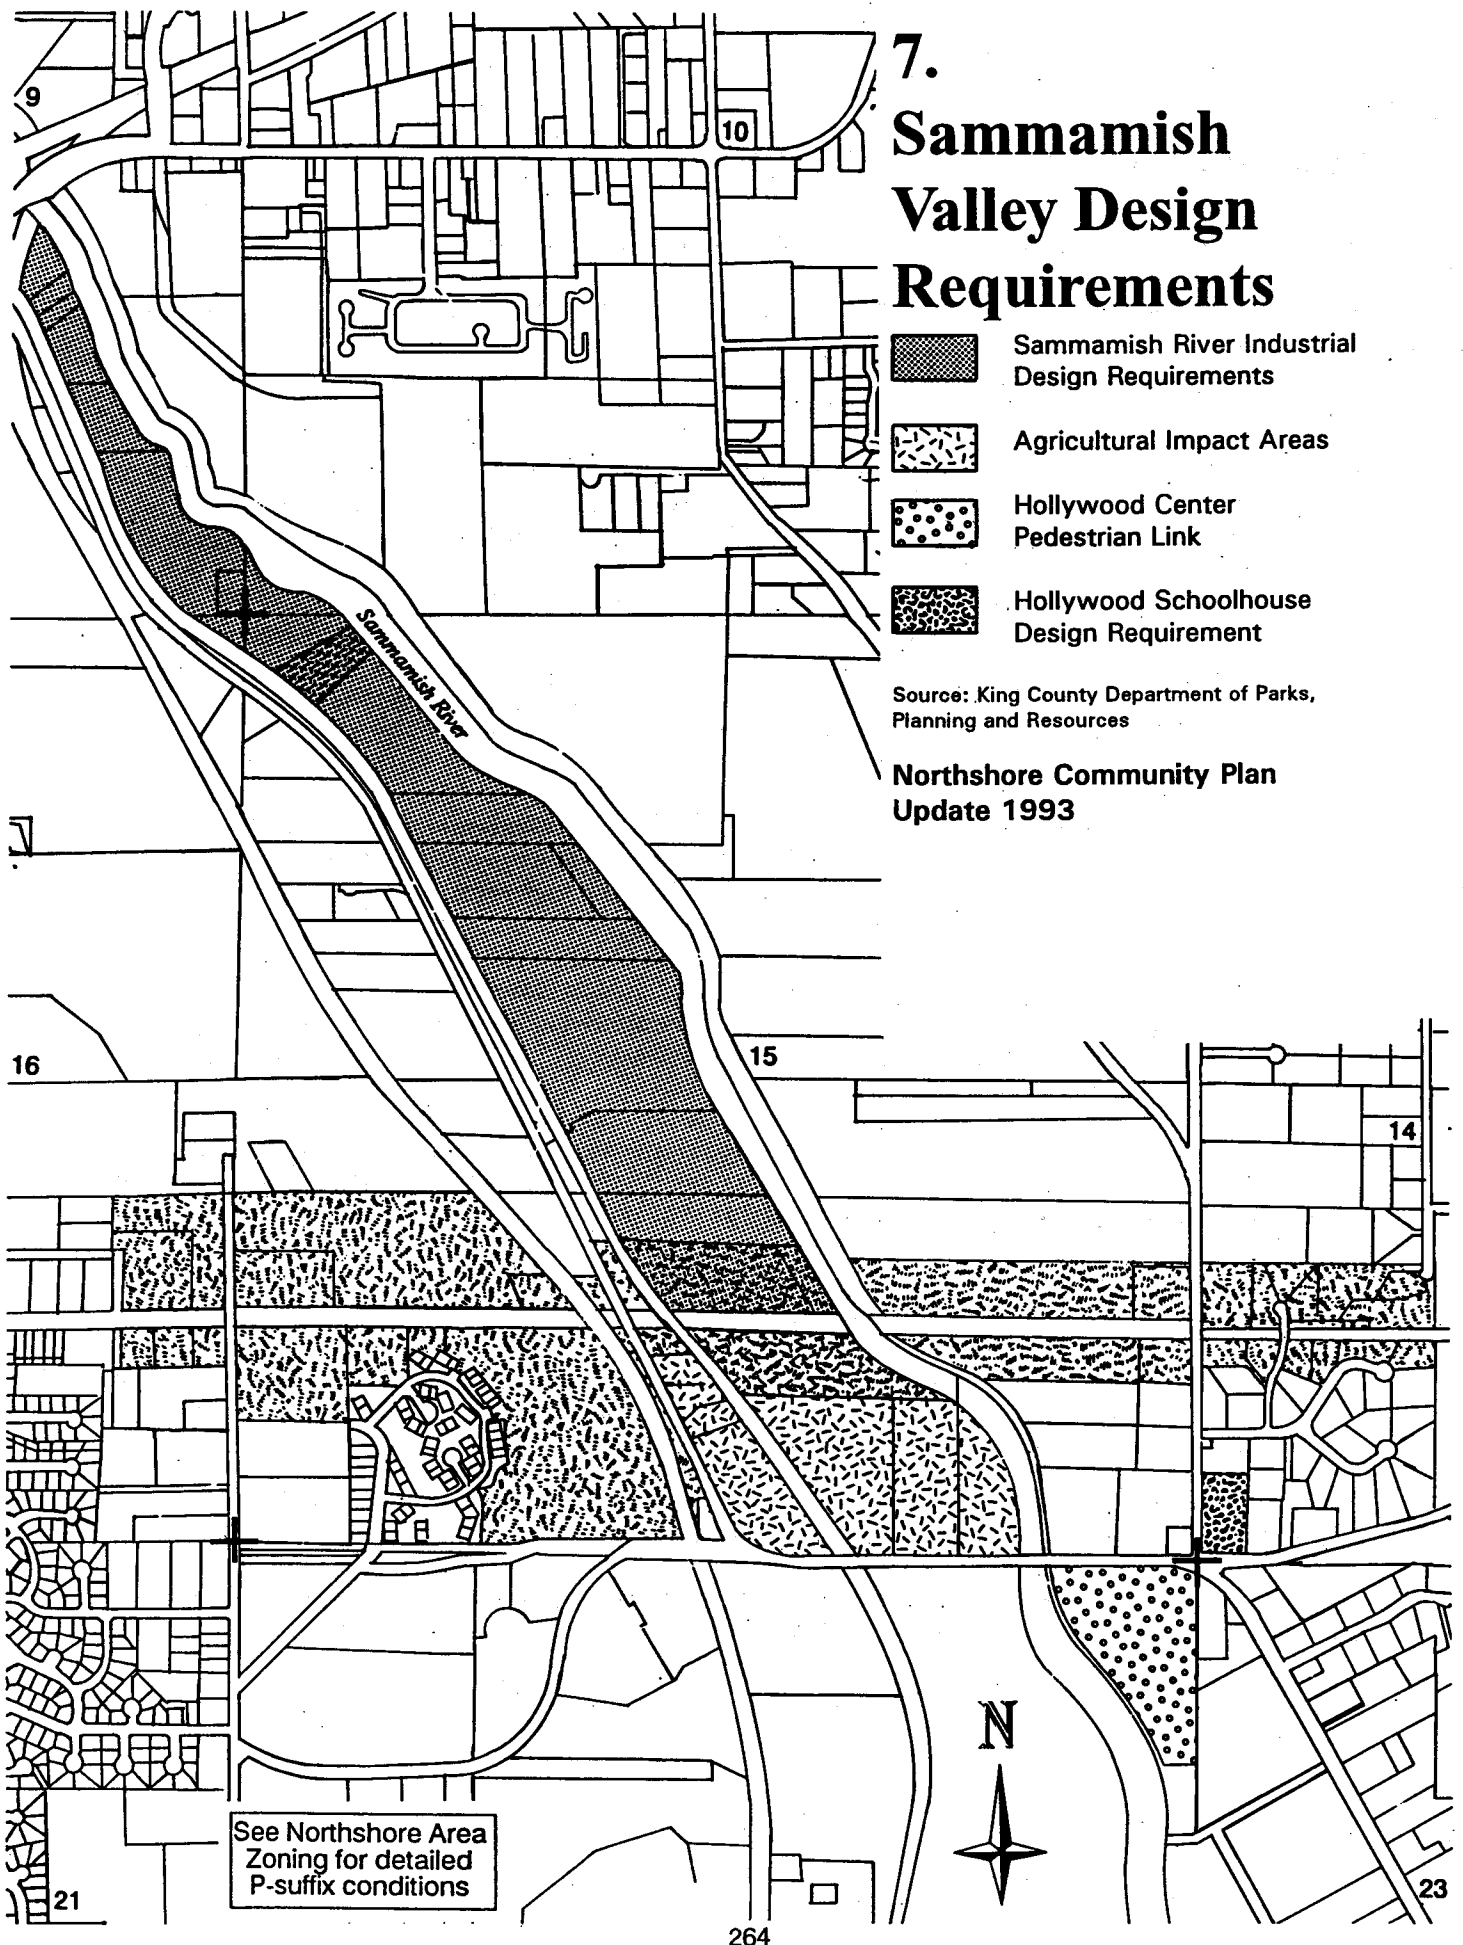 7.
Sammamish
Valley Design
Requirements
Sammamish River Industrial
Design Requirements
Agricultural Impact Areas
Hollywood Center
Pedestrian Link
Hollywood Schoolhouse
Design Requirement
Source: King County Department of Parks,
Planning and Resources
Northshore Community Plan
Update 1993
9
10
Sammamish River
16
15
14
N
See Northshore Area
Zoning for detailed
P-suffix conditions
21
23
264